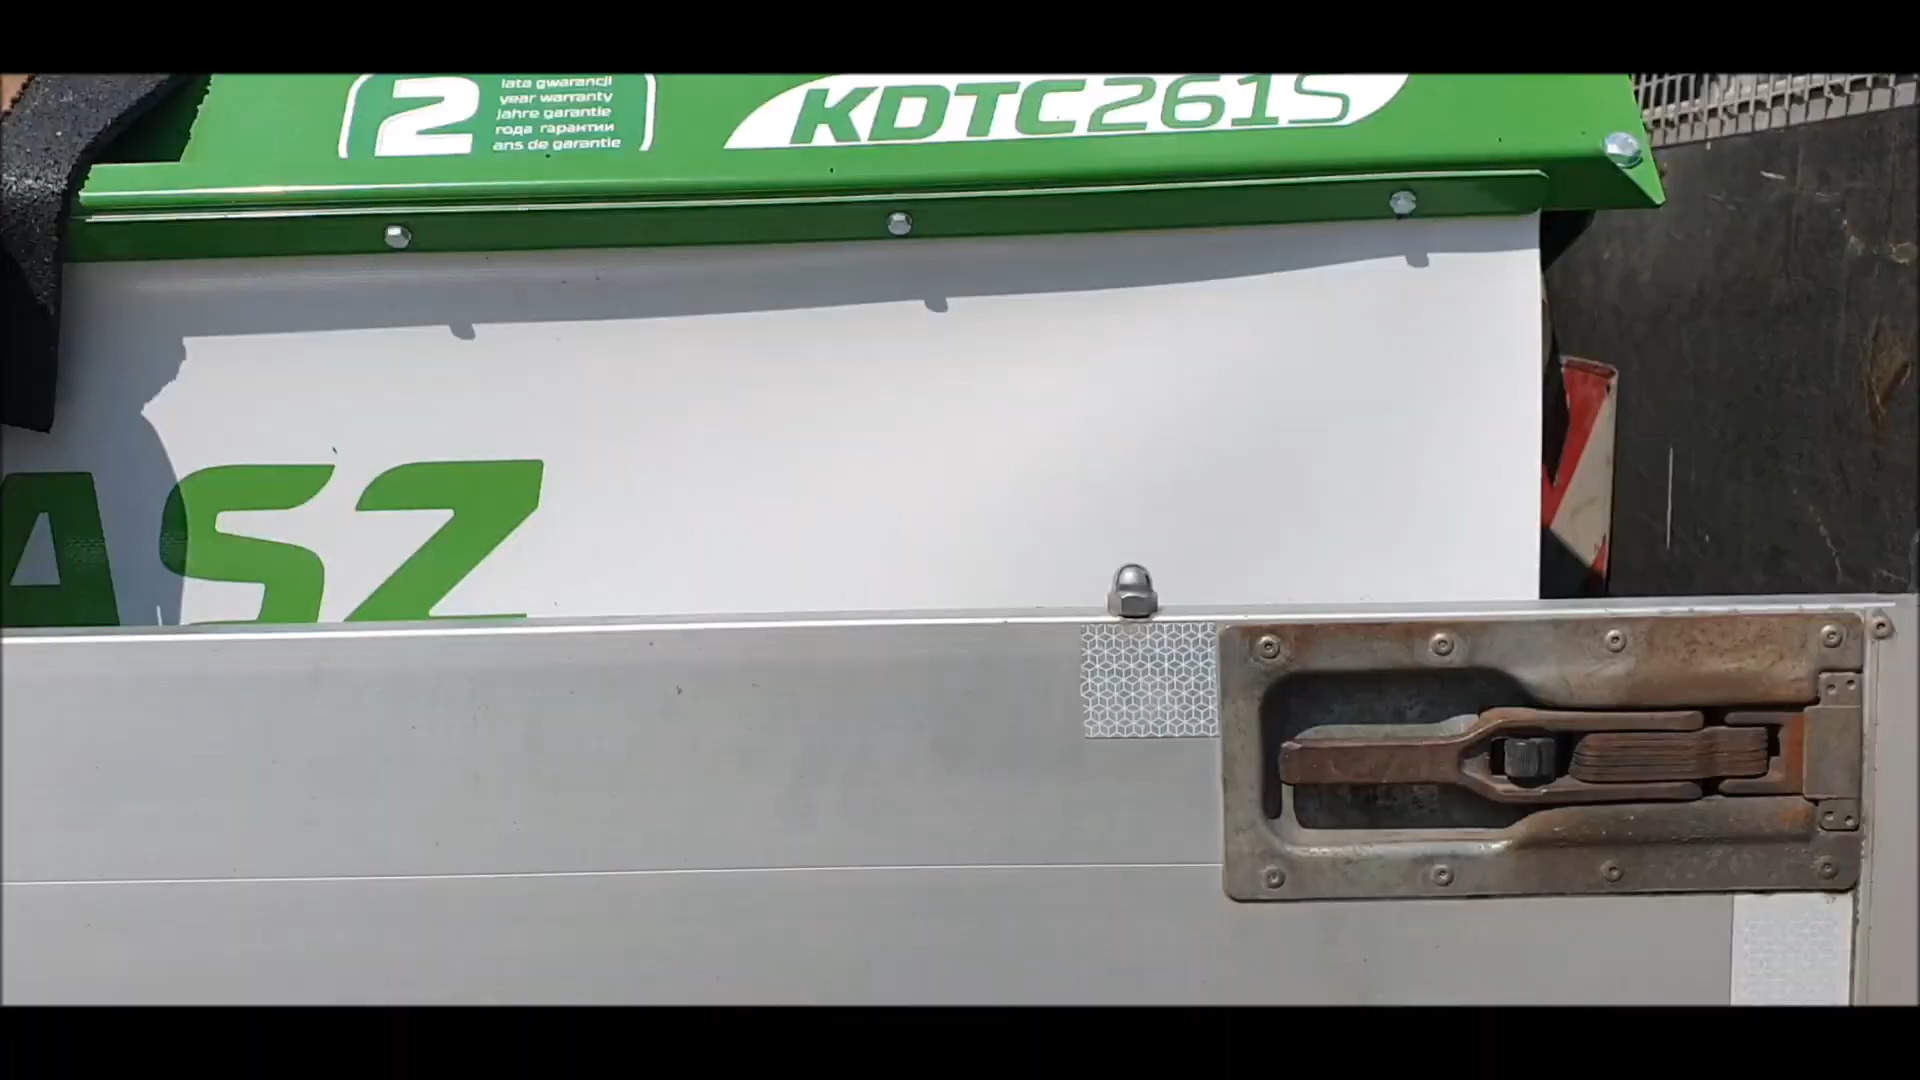 2
lata gwarancji
year warranty
jahre garantie
года гарантии
ans de garantie
KDTC261S
ASZ